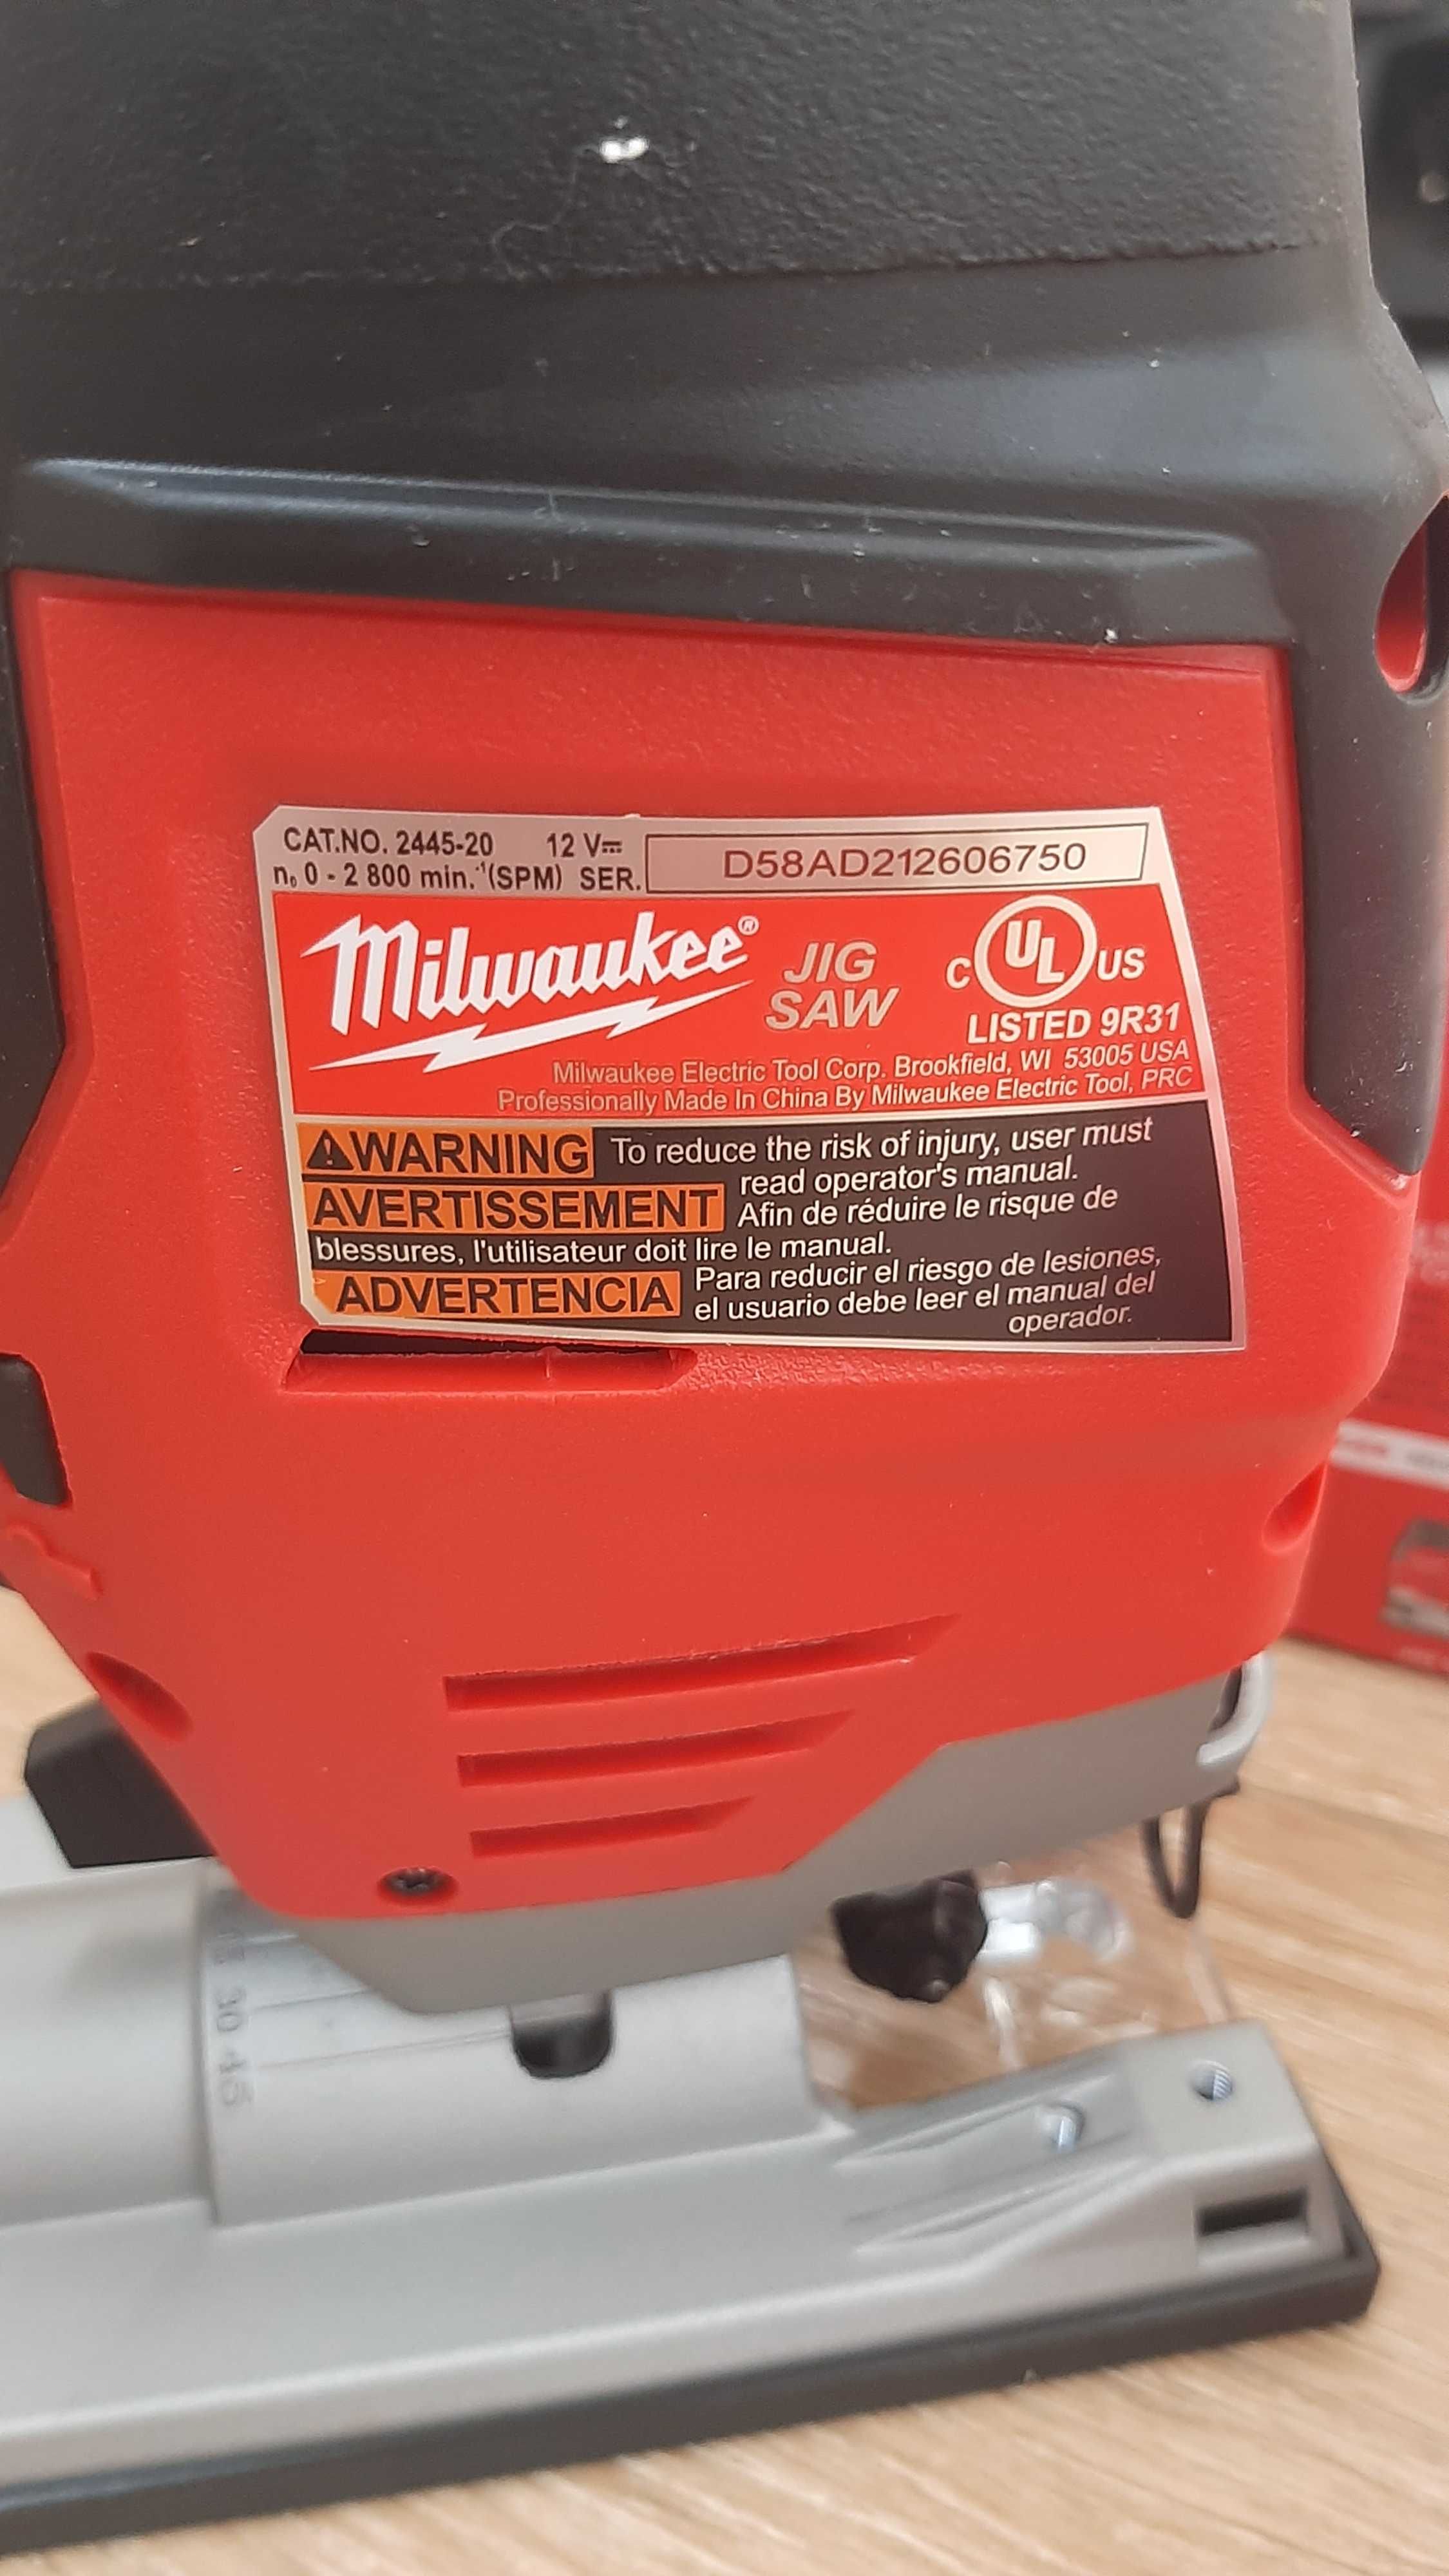 CAT.NO. 2445-20 12 V⎓
n₀ 0 - 2 800 min.⁻¹(SPM) SER. D58AD212606750
Milwaukee®
JIG
SAW
C UL US
LISTED 9R31
Milwaukee Electric Tool Corp. Brookfield, WI 53005 USA
Professionally Made In China By Milwaukee Electric Tool, PRC
⚠WARNING To reduce the risk of injury, user must
read operator's manual.
AVERTISSEMENT Afin de réduire le risque de
blessures, l'utilisateur doit lire le manual.
ADVERTENCIA Para reducir el riesgo de lesiones,
el usuario debe leer el manual del
operador.
30
45